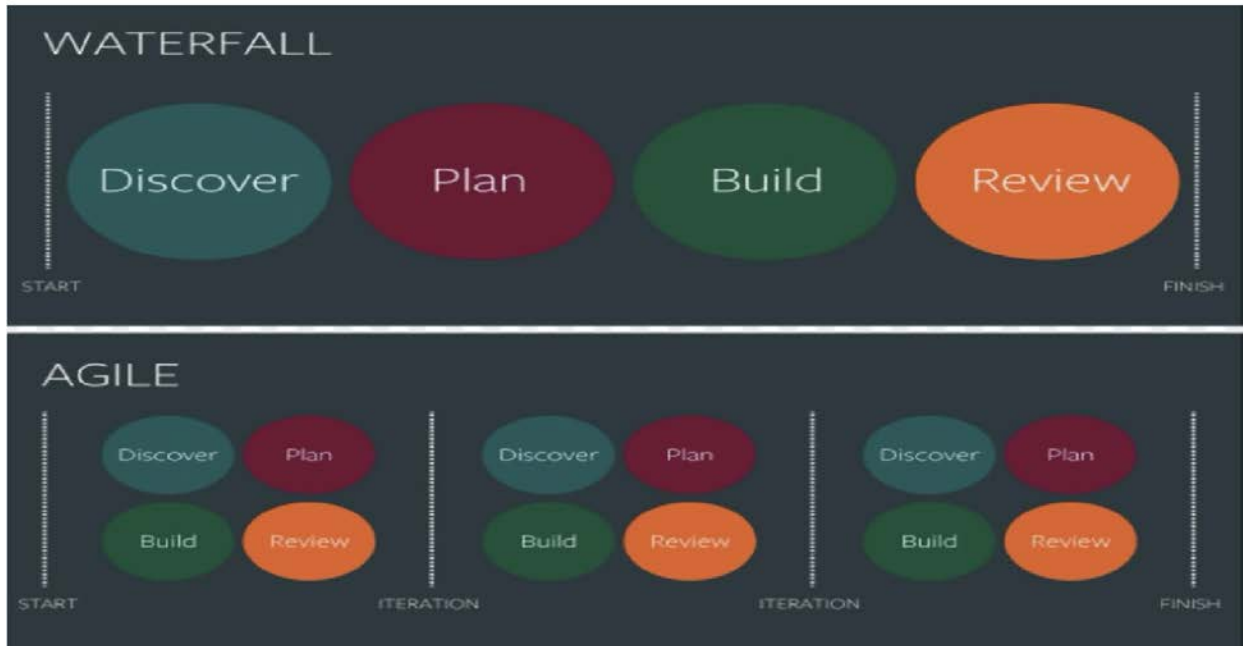 WATERFALL
Discover Plan Build Review
START FINISH
AGILE
Discover Plan Discover Plan Discover Plan
Build Review Build Review Build Review
START ITERATION ITERATION FINISH